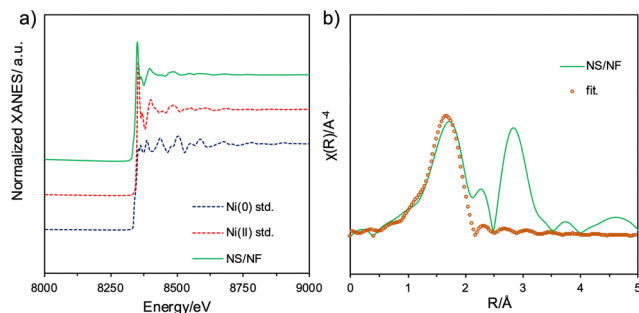 a)
Normalized XANES/ a.u.
Ni(0) std.
Ni(II) std.
NS/NF
8000 8250 8500 8750 9000
Energy/eV
b)
χ(R)/A⁻⁴
NS/NF
fit.
0 1 2 3 4 5
R/Å